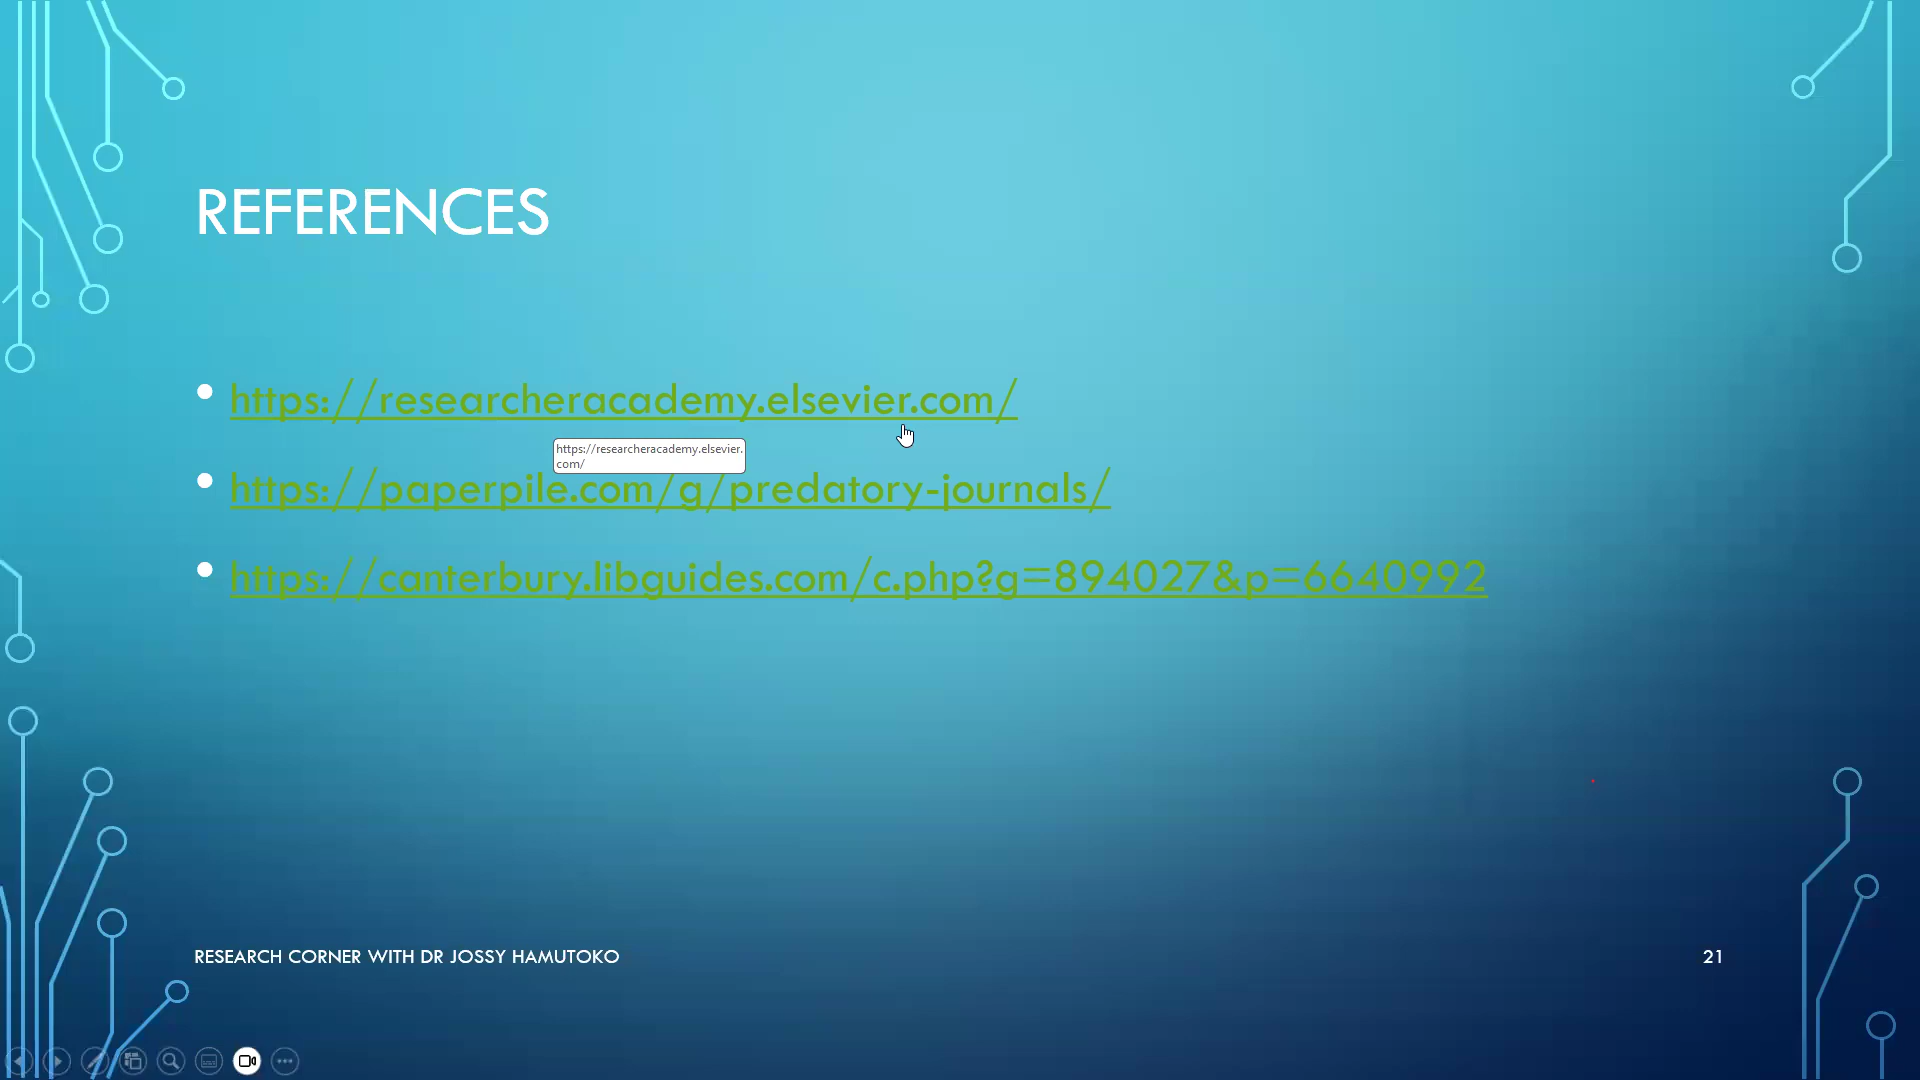 REFERENCES
• https://researcheracademy.elsevier.com/
https://researcheracademy.elsevier.
com/
• https://paperpile.com/g/predatory-journals/
• https://canterbury.libguides.com/c.php?g=894027&p=6640992
RESEARCH CORNER WITH DR JOSSY HAMUTOKO
21